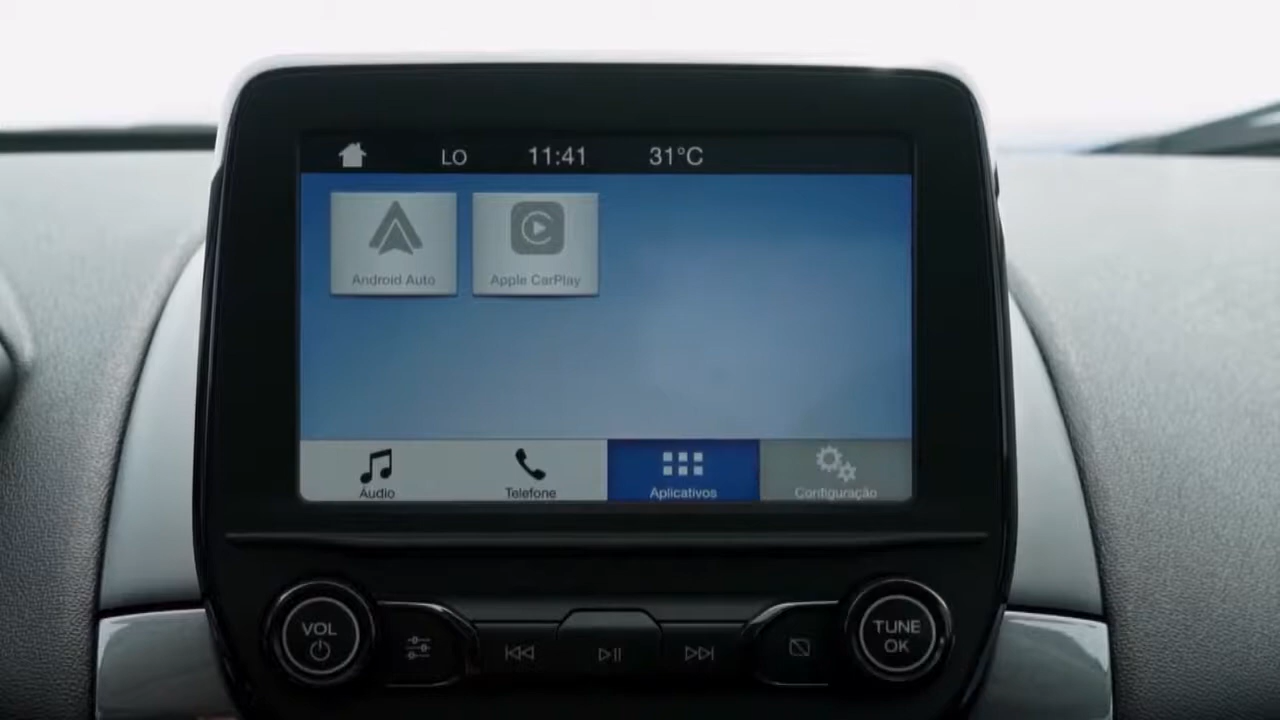 LO 11:41 31°C
Android Auto Apple CarPlay
Áudio Telefone Aplicativos Configuração
VOL TUNE
OK